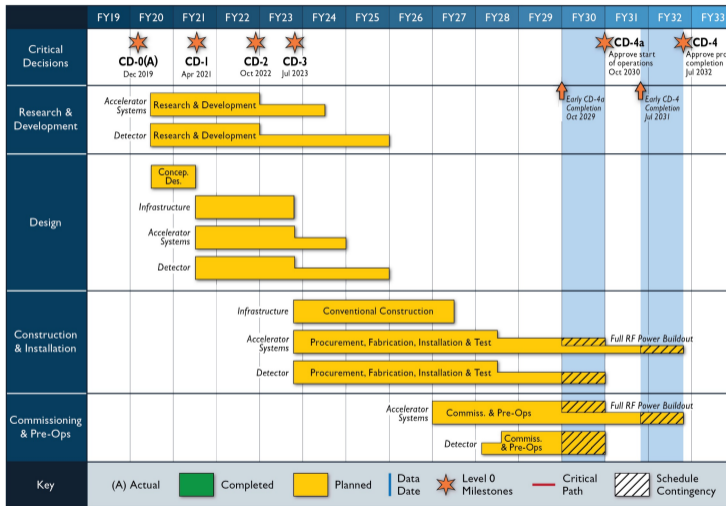 FY19 FY20 FY21 FY22 FY23 FY24 FY25 FY26 FY27 FY28 FY29 FY30 FY31 FY32 FY33
Critical
Decisions
CD-0(A)
Dec 2019
CD-1
Apr 2021
CD-2
Oct 2022
CD-3
Jul 2023
CD-4a
Approve start
of operations
Oct 2030
CD-4
Approve pro
completion
Jul 2032
Early CD-4a
Completion
Oct 2029
Early CD-4
Completion
Jul 2031
Research &
Development
Accelerator
Systems
Research & Development
Detector
Research & Development
Design
Concep.
Des.
Infrastructure
Accelerator
Systems
Detector
Construction
& Installation
Infrastructure
Conventional Construction
Accelerator
Systems
Procurement, Fabrication, Installation & Test
Full RF Power Buildout
Detector
Procurement, Fabrication, Installation & Test
Commissioning
& Pre-Ops
Accelerator
Systems
Commiss. & Pre-Ops
Full RF Power Buildout
Detector
Commiss.
& Pre-Ops
Key
(A) Actual
Completed
Planned
Data
Date
Level 0
Milestones
Critical
Path
Schedule
Contingency